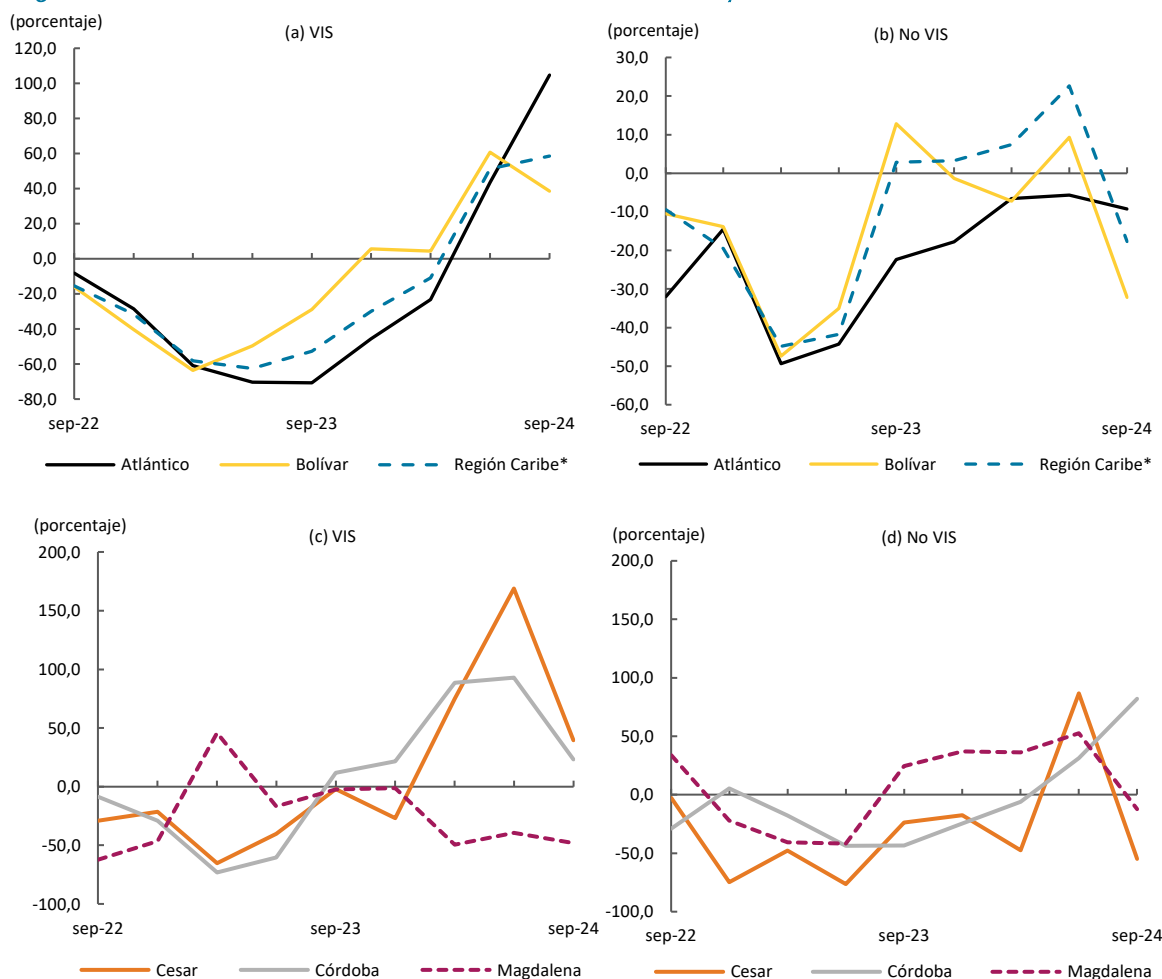 (porcentaje)
(a) VIS
120,0
100,0
80,0
60,0
40,0
20,0
0,0
-20,0
-40,0
-60,0
-80,0
sep-22 sep-23 sep-24
Atlántico Bolívar Región Caribe*
(porcentaje)
(b) No VIS
30,0
20,0
10,0
0,0
-10,0
-20,0
-30,0
-40,0
-50,0
-60,0
sep-22 sep-23 sep-24
Atlántico Bolívar Región Caribe*
(porcentaje)
(c) VIS
200,0
150,0
100,0
50,0
0,0
-50,0
-100,0
sep-22 sep-23 sep-24
Cesar Córdoba Magdalena
(porcentaje)
(d) No VIS
200,0
150,0
100,0
50,0
0,0
-50,0
-100,0
sep-22 sep-23 sep-24
Cesar Córdoba Magdalena